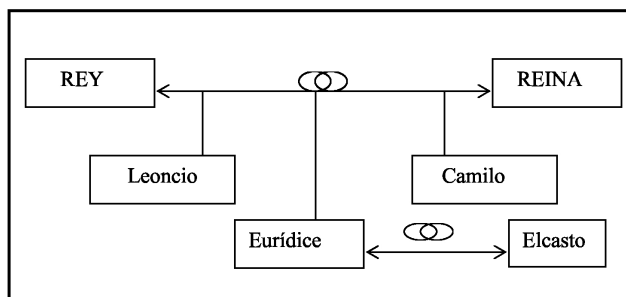 REY
REINA
Leoncio
Camilo
Eurídice
Elcasto